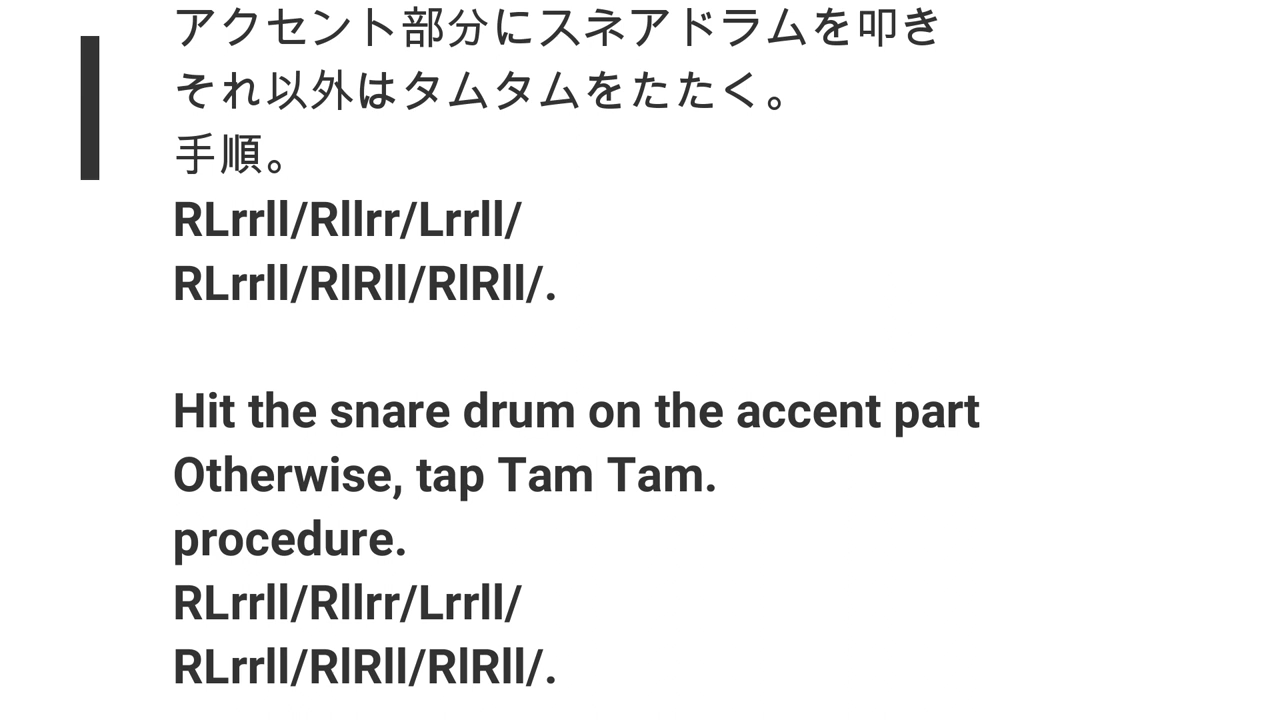 アクセント部分にスネアドラムを叩き
それ以外はタムタムをたたく。
手順。
RLrrll/Rllrr/Lrrll/
RLrrll/RlRll/RlRll/.
Hit the snare drum on the accent part
Otherwise, tap Tam Tam.
procedure.
RLrrll/Rllrr/Lrrll/
RLrrll/RlRll/RlRll/.